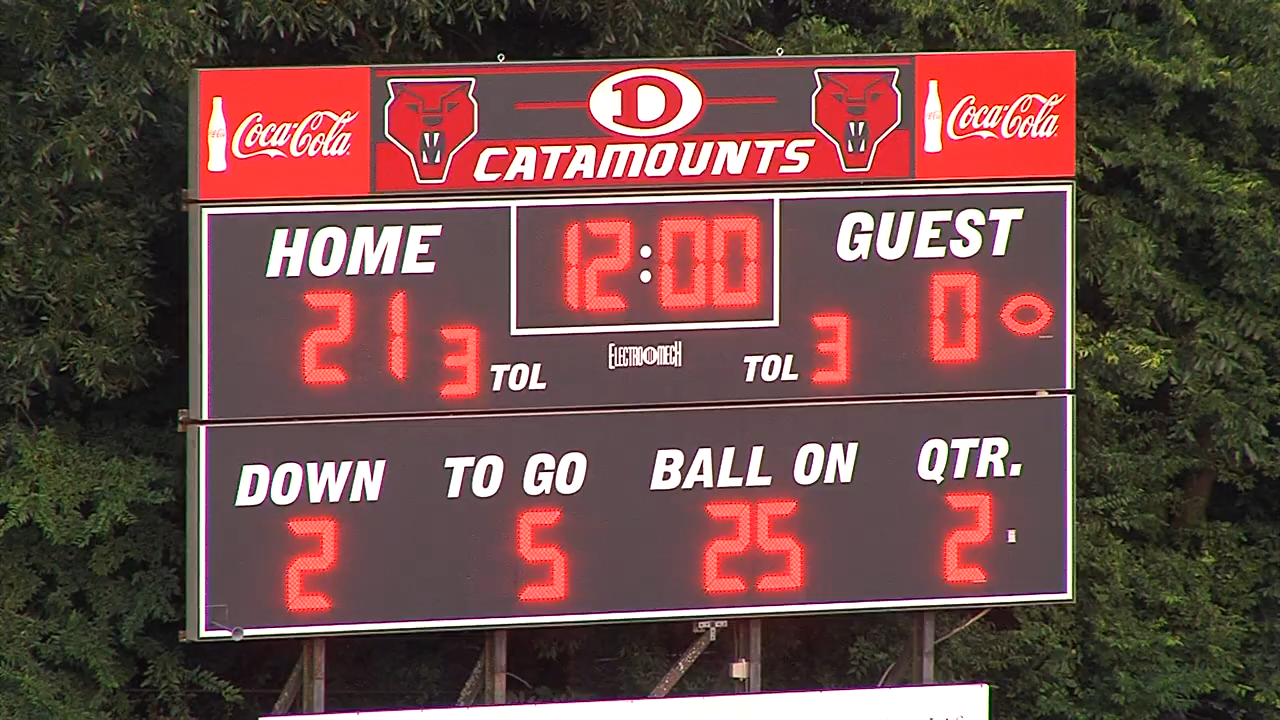 Coca-Cola
D
CATAMOUNTS
Coca-Cola
HOME
12:00
GUEST
21
3 TOL
ELECTRO MECH
TOL 3
0
DOWN
TO GO
BALL ON
QTR.
2
5
25
2